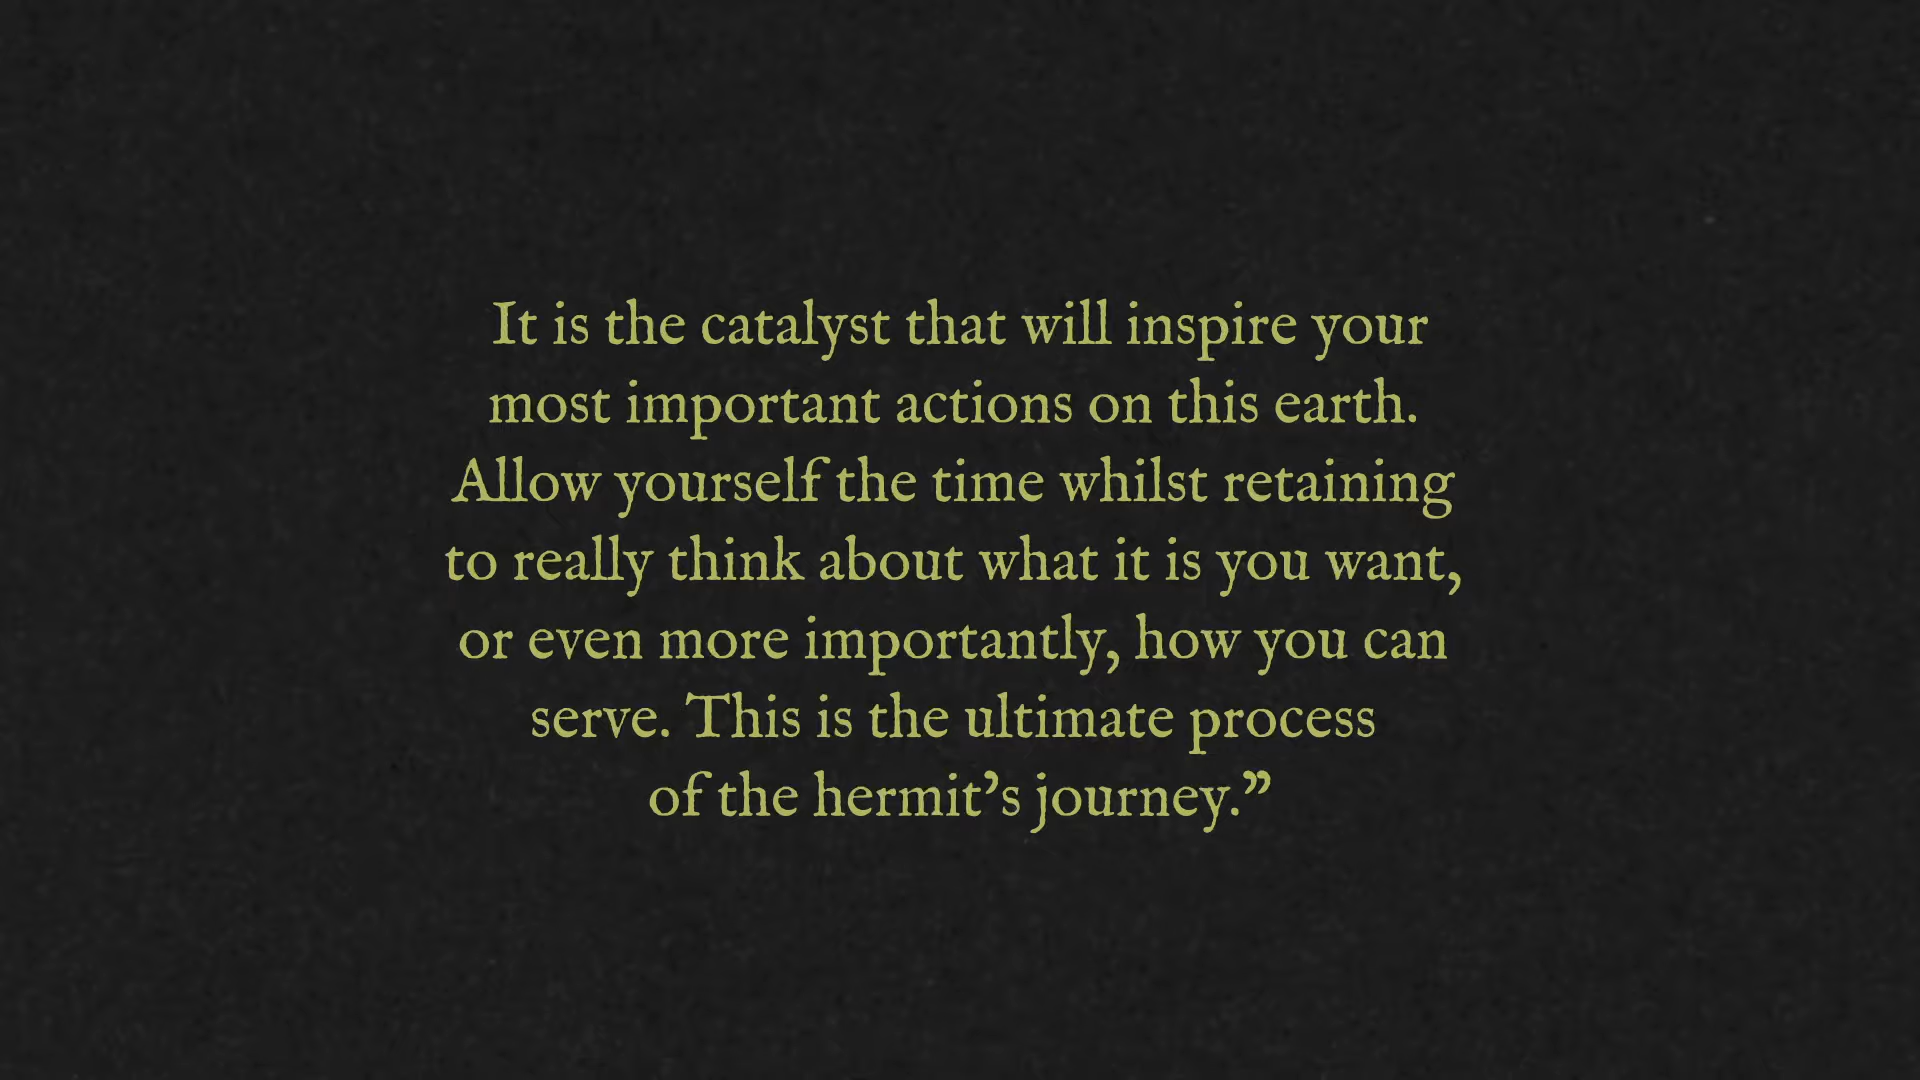 It is the catalyst that will inspire your
most important actions on this earth.
Allow yourself the time whilst retaining
to really think about what it is you want,
or even more importantly, how you can
serve. This is the ultimate process
of the hermit’s journey.”